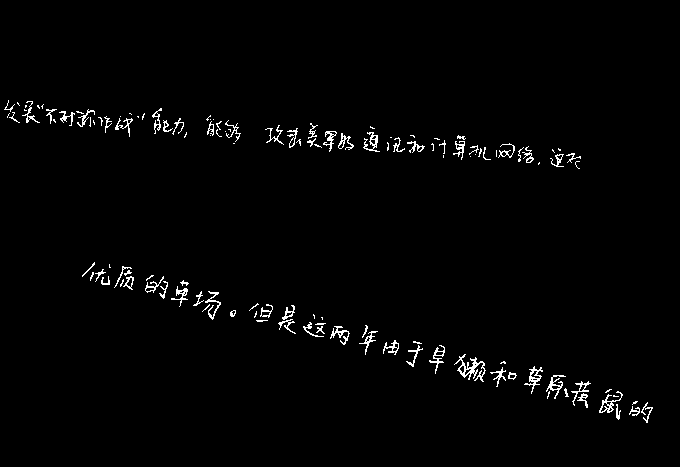 发展“不对称作战”能力，能够 攻击美军的通讯和计算机网络，这无
优质的草场。但是这两年由于旱獭和草原黄鼠的